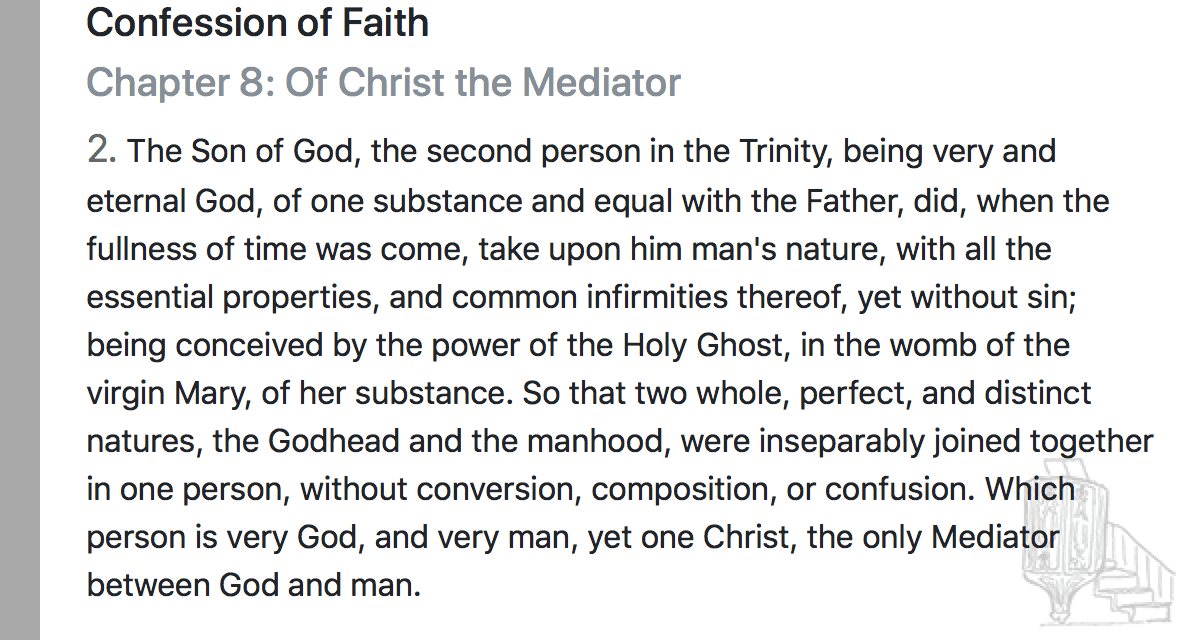 Confession of Faith
Chapter 8: Of Christ the Mediator
2. The Son of God, the second person in the Trinity, being very and
eternal God, of one substance and equal with the Father, did, when the
fullness of time was come, take upon him man's nature, with all the
essential properties, and common infirmities thereof, yet without sin;
being conceived by the power of the Holy Ghost, in the womb of the
virgin Mary, of her substance. So that two whole, perfect, and distinct
natures, the Godhead and the manhood, were inseparably joined together
in one person, without conversion, composition, or confusion. Which
person is very God, and very man, yet one Christ, the only Mediator
between God and man.